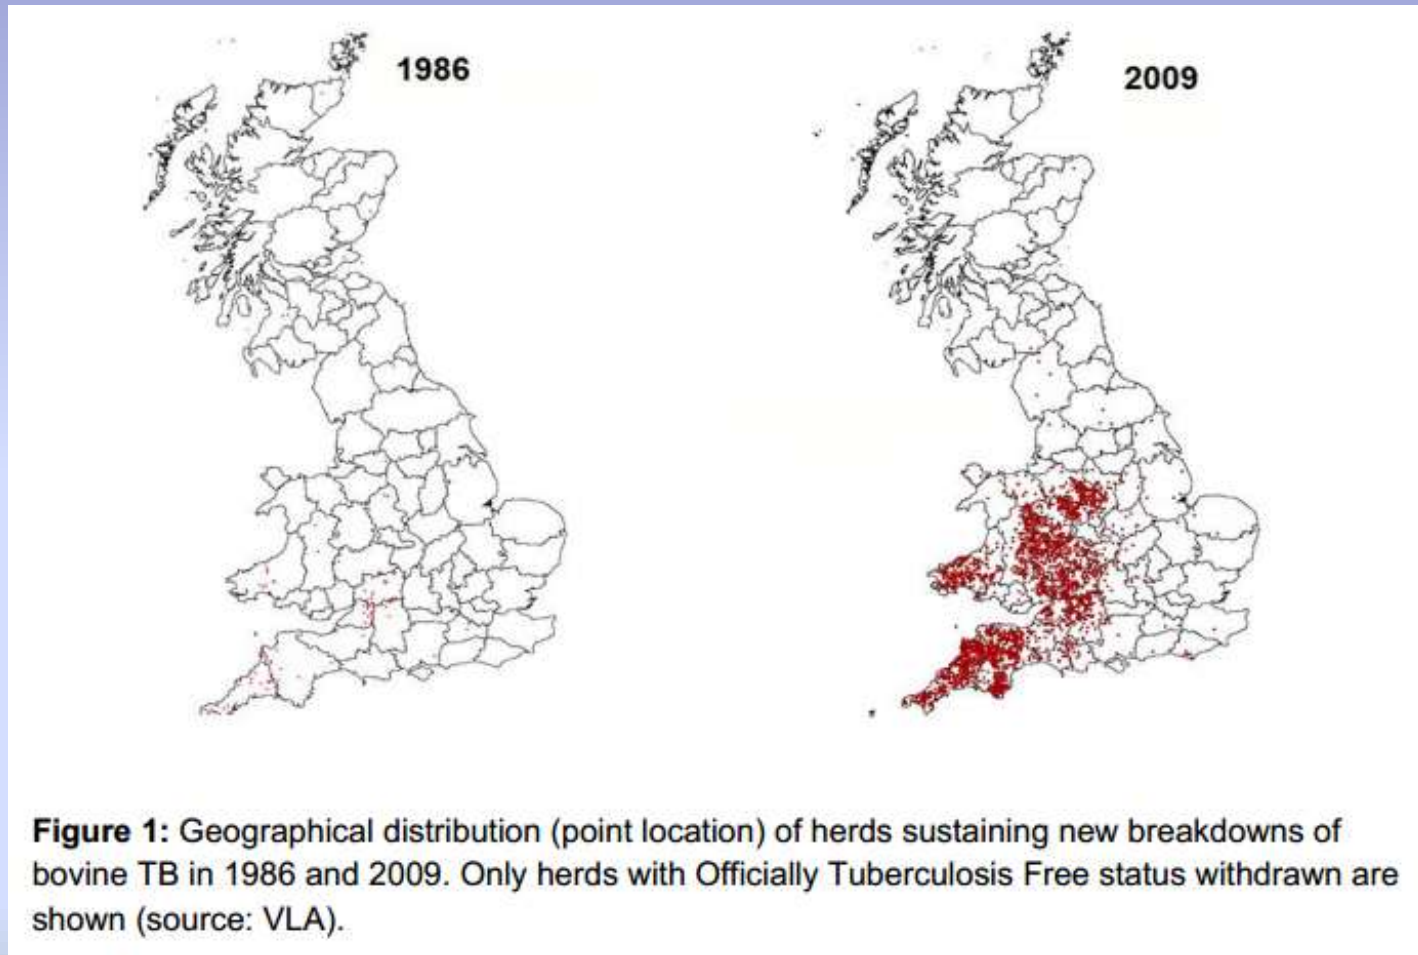 1986
2009
Figure 1: Geographical distribution (point location) of herds sustaining new breakdowns of
bovine TB in 1986 and 2009. Only herds with Officially Tuberculosis Free status withdrawn are
shown (source: VLA).